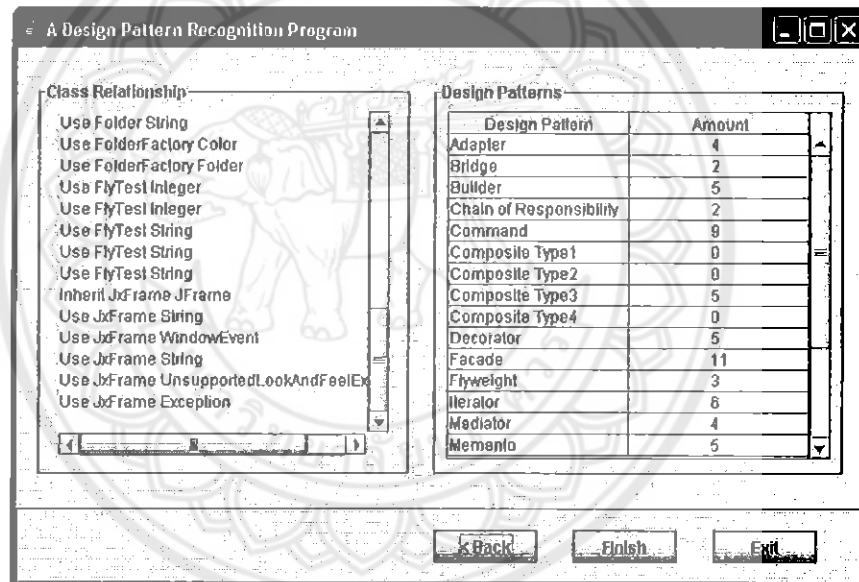 A Design Pattern Recognition Program
Class Relationship
Use Folder String
Use FolderFactory Color
Use FolderFactory Folder
Use FlyTest Integer
Use FlyTest Integer
Use FlyTest String
Use FlyTest String
Use FlyTest String
Inherit JxFrame JFrame
Use JxFrame String
Use JxFrame WindowEvent
Use JxFrame String
Use JxFrame UnsupportedLookAndFeelEx
Use JxFrame Exception
Design Patterns
Design Pattern Amount
Adapter 4
Bridge 2
Builder 5
Chain of Responsibility 2
Command 9
Composite Type1 0
Composite Type2 0
Composite Type3 5
Composite Type4 0
Decorator 5
Facade 11
Flyweight 3
Iterator 6
Mediator 4
Memento 5
< Back Finish Exit